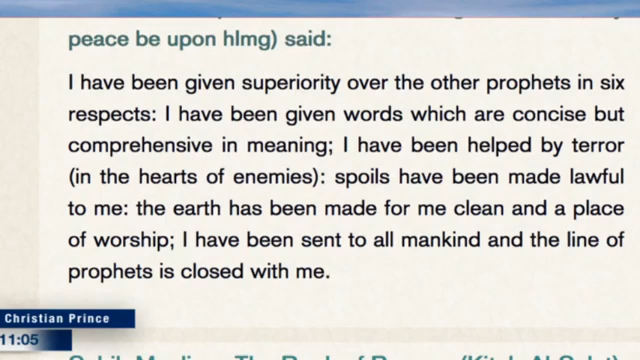 peace be upon hlmg) said:
I have been given superiority over the other prophets in six
respects: I have been given words which are concise but
comprehensive in meaning; I have been helped by terror
(in the hearts of enemies): spoils have been made lawful
to me: the earth has been made for me clean and a place
of worship; I have been sent to all mankind and the line of
prophets is closed with me.
Christian Prince
11:05